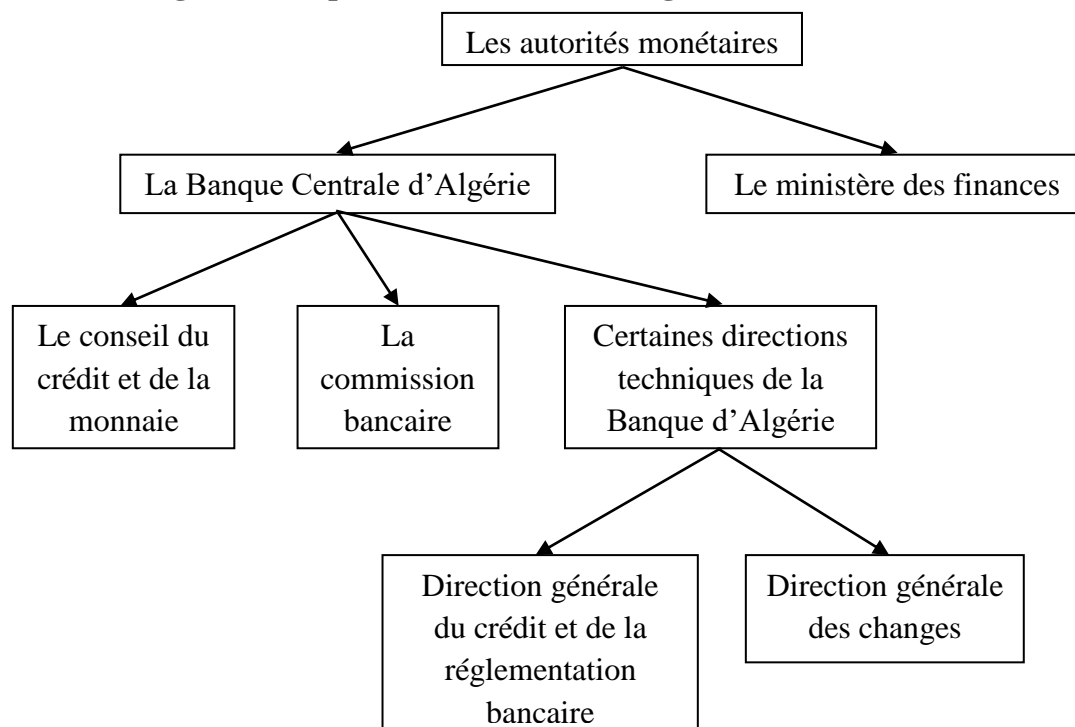 Les autorités monétaires
La Banque Centrale d’Algérie
Le ministère des finances
Le conseil du
crédit et de la
monnaie
La
commission
bancaire
Certaines directions
techniques de la
Banque d’Algérie
Direction générale
du crédit et de la
réglementation
bancaire
Direction générale
des changes